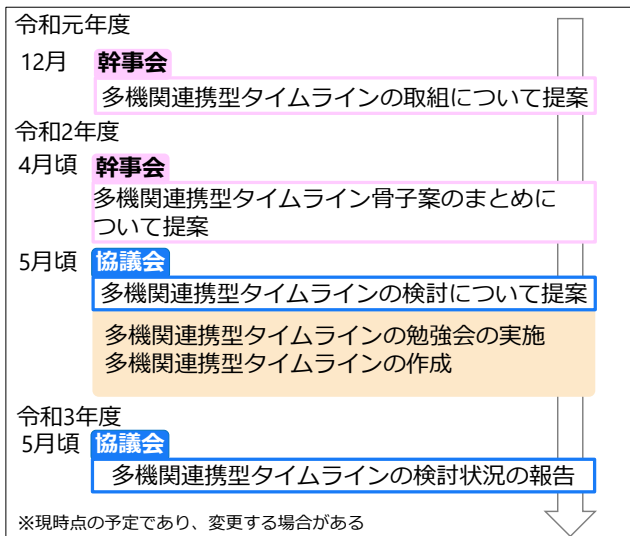 令和元年度
12月 幹事会
多機関連携型タイムラインの取組について提案
令和2年度
4月頃 幹事会
多機関連携型タイムライン骨子案のまとめに
ついて提案
5月頃 協議会
多機関連携型タイムラインの検討について提案
多機関連携型タイムラインの勉強会の実施
多機関連携型タイムラインの作成
令和3年度
5月頃 協議会
多機関連携型タイムラインの検討状況の報告
※現時点の予定であり、変更する場合がある